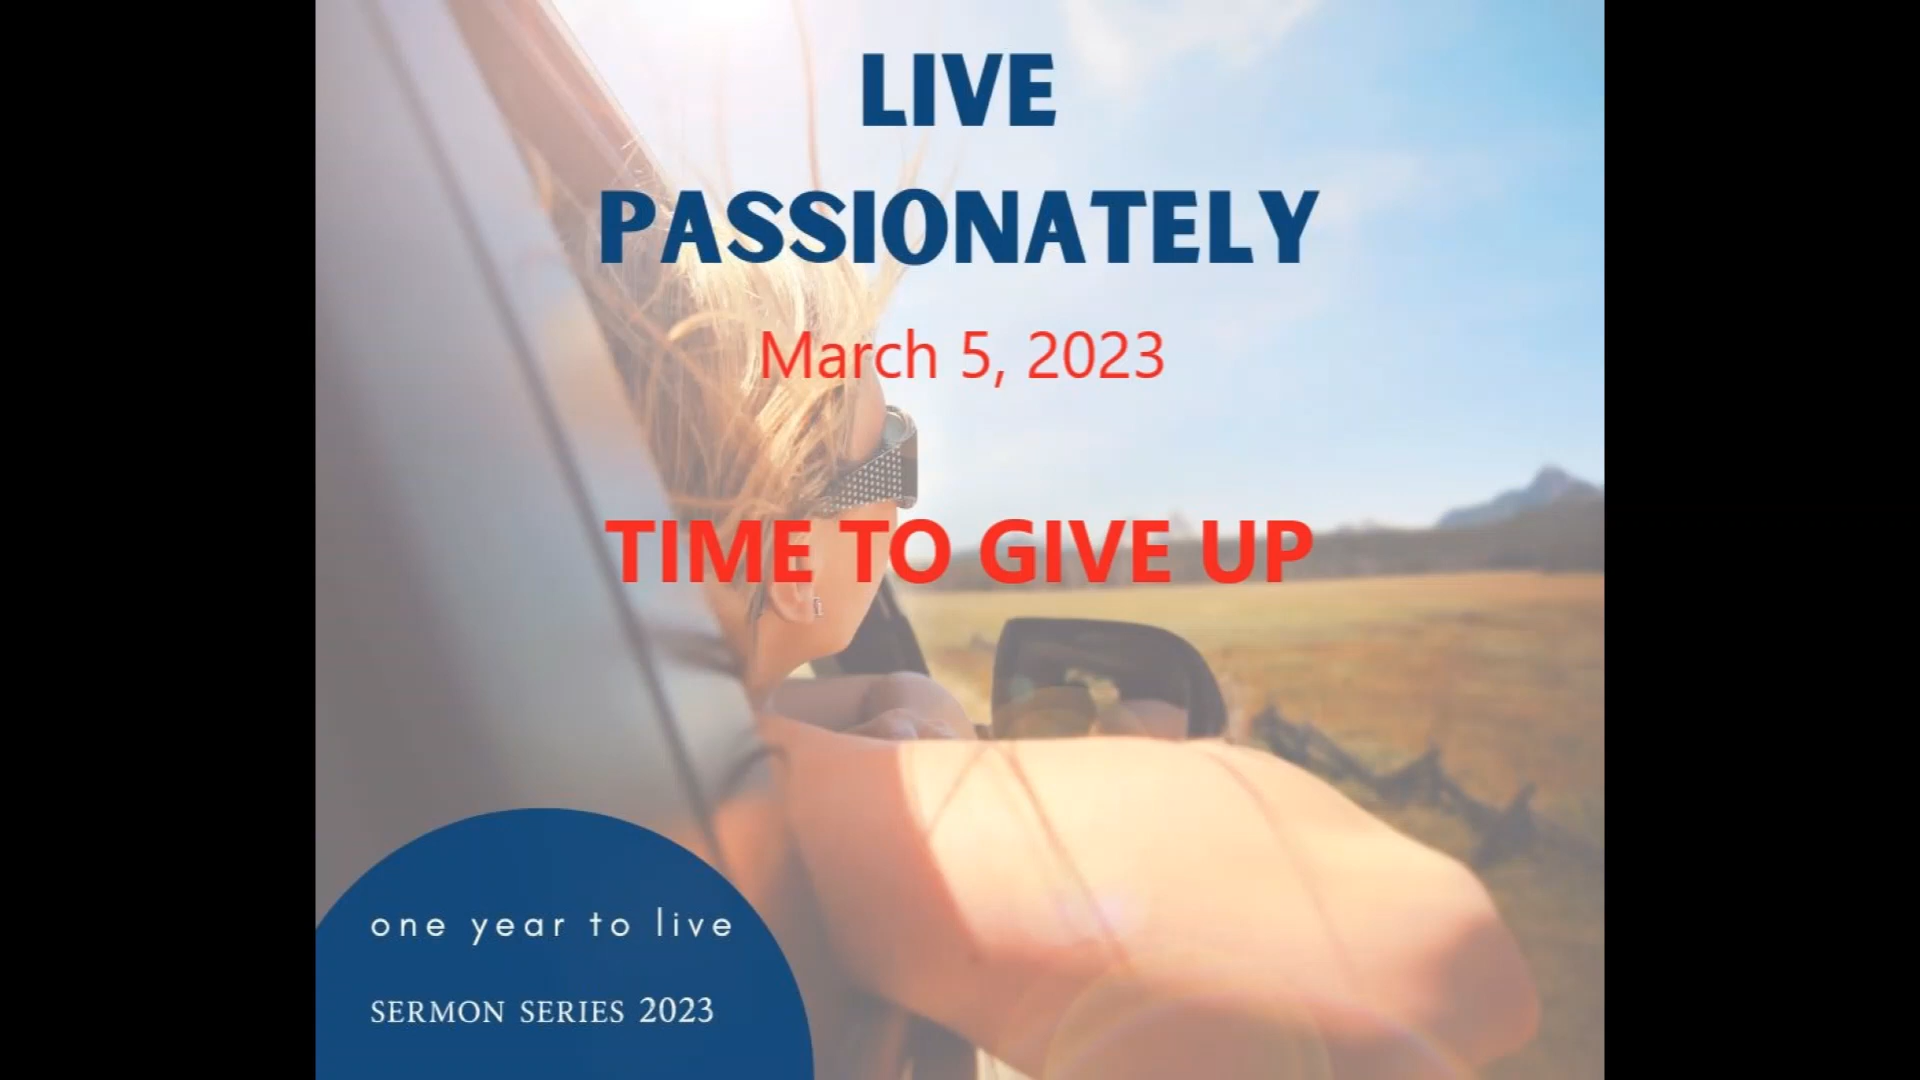 LIVE
PASSIONATELY
March 5, 2023
TIME TO GIVE UP
one year to live
SERMON SERIES 2023